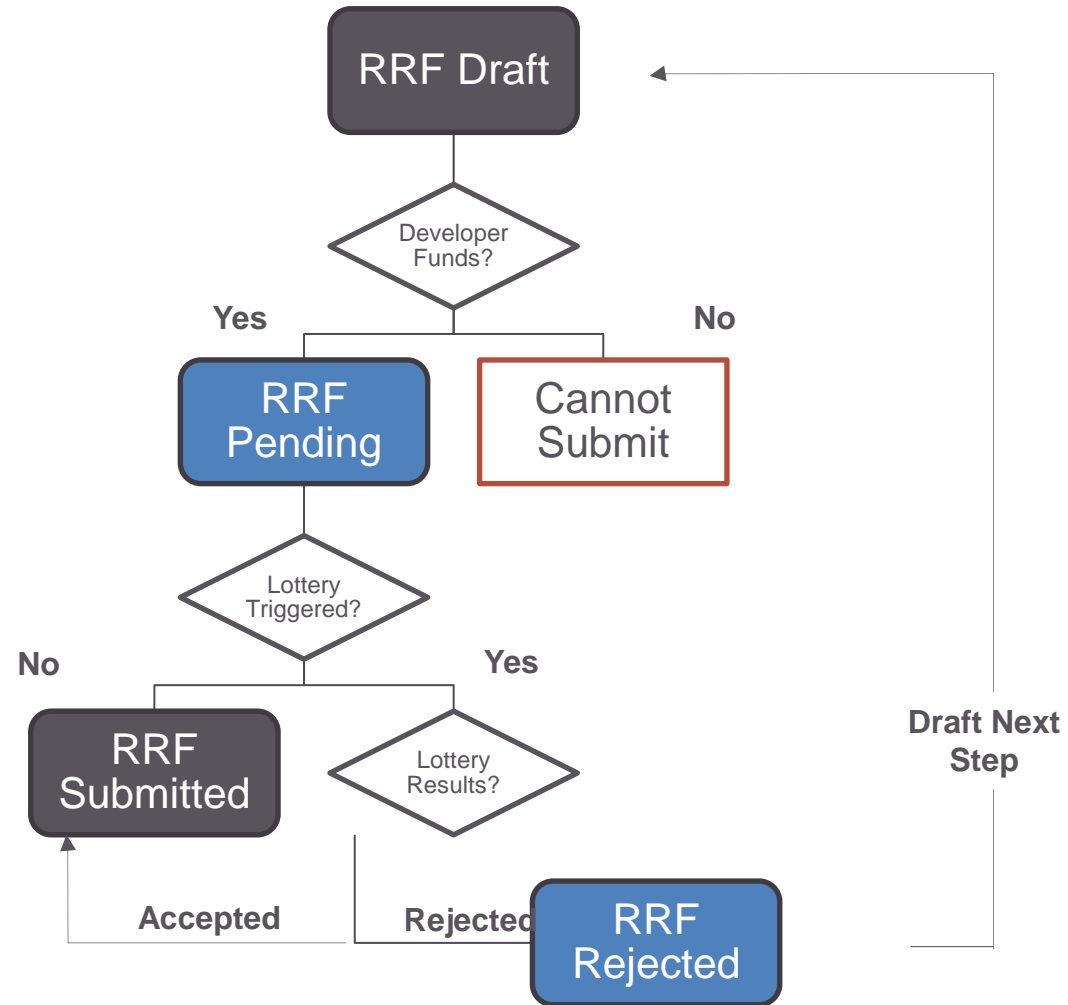 RRF Draft
Developer
Funds?
Yes
No
RRF
Pending
Cannot
Submit
Lottery
Triggered?
No
Yes
RRF
Submitted
Lottery
Results?
Draft Next
Step
Accepted
Rejected
RRF
Rejected